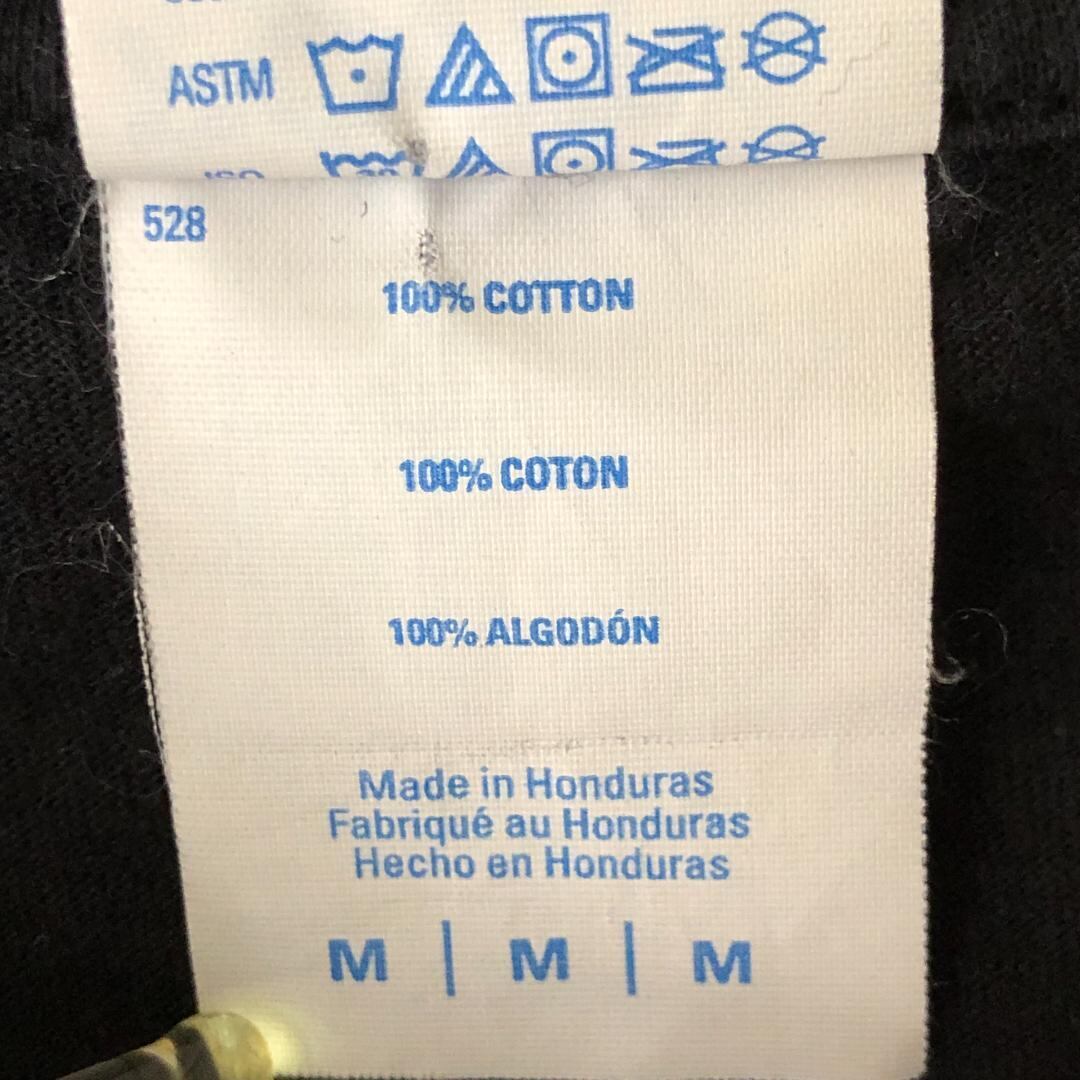 ASTM
528
100% COTTON
100% COTON
100% ALGODÓN
Made in Honduras
Fabriqué au Honduras
Hecho en Honduras
M | M | M